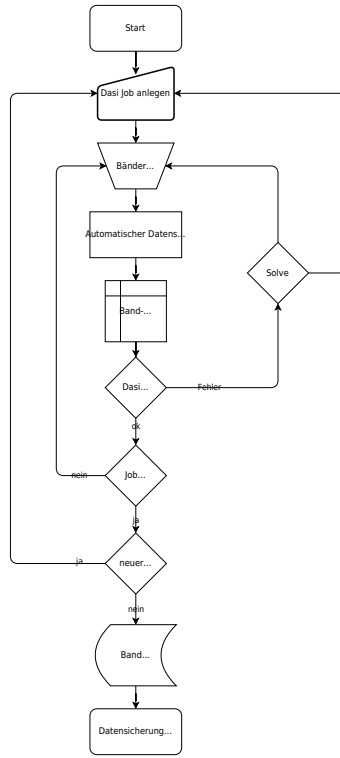 Start
Dasi Job anlegen
Bänder...
Automatischer Datens...
Solve
Band-...
Dasi...
Fehler
ok
Job...
nein
ja
neuer...
ja
nein
Band...
Datensicherung...